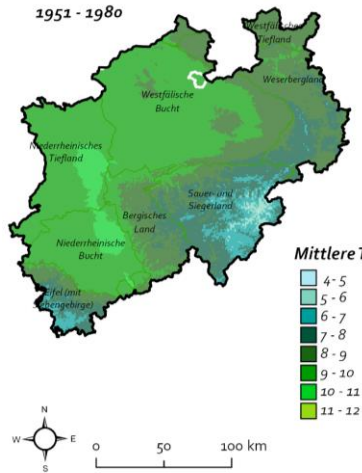 1951 - 1980
Westfälisches
Tiefland
Weserbergland
Westfälische
Bucht
Niederrheinisches
Tiefland
Sauer- und
Siegerland
Bergisches
Land
Niederrheinische
Bucht
Eifel (mit
Siebengebirge)
Mittlere T
4 - 5
5 - 6
6 - 7
7 - 8
8 - 9
9 - 10
10 - 11
11 - 12
N
W E
S
0 50 100 km